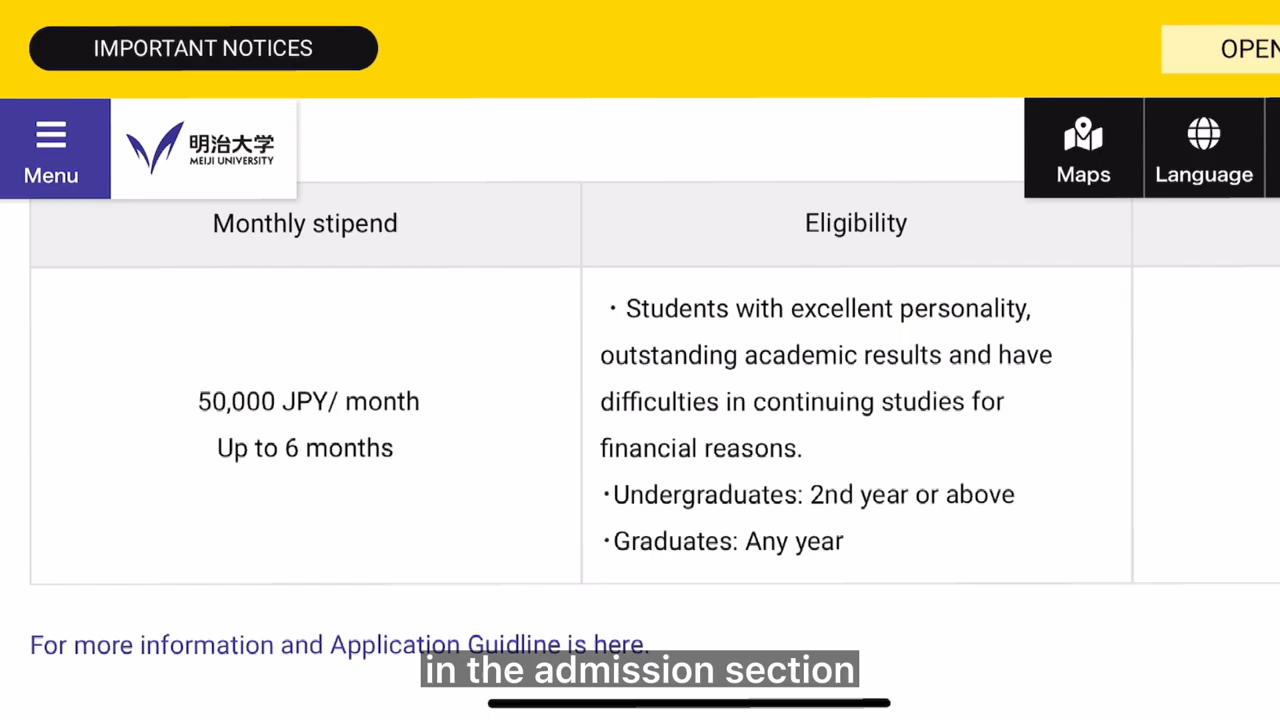 IMPORTANT NOTICES
OPEN
Menu
明治大学
MEIJI UNIVERSITY
Maps
Language
Monthly stipend
Eligibility
50,000 JPY/ month
Up to 6 months
・Students with excellent personality,
outstanding academic results and have
difficulties in continuing studies for
financial reasons.
・Undergraduates: 2nd year or above
・Graduates: Any year
For more information and Application Guidline is here.
in the admission section